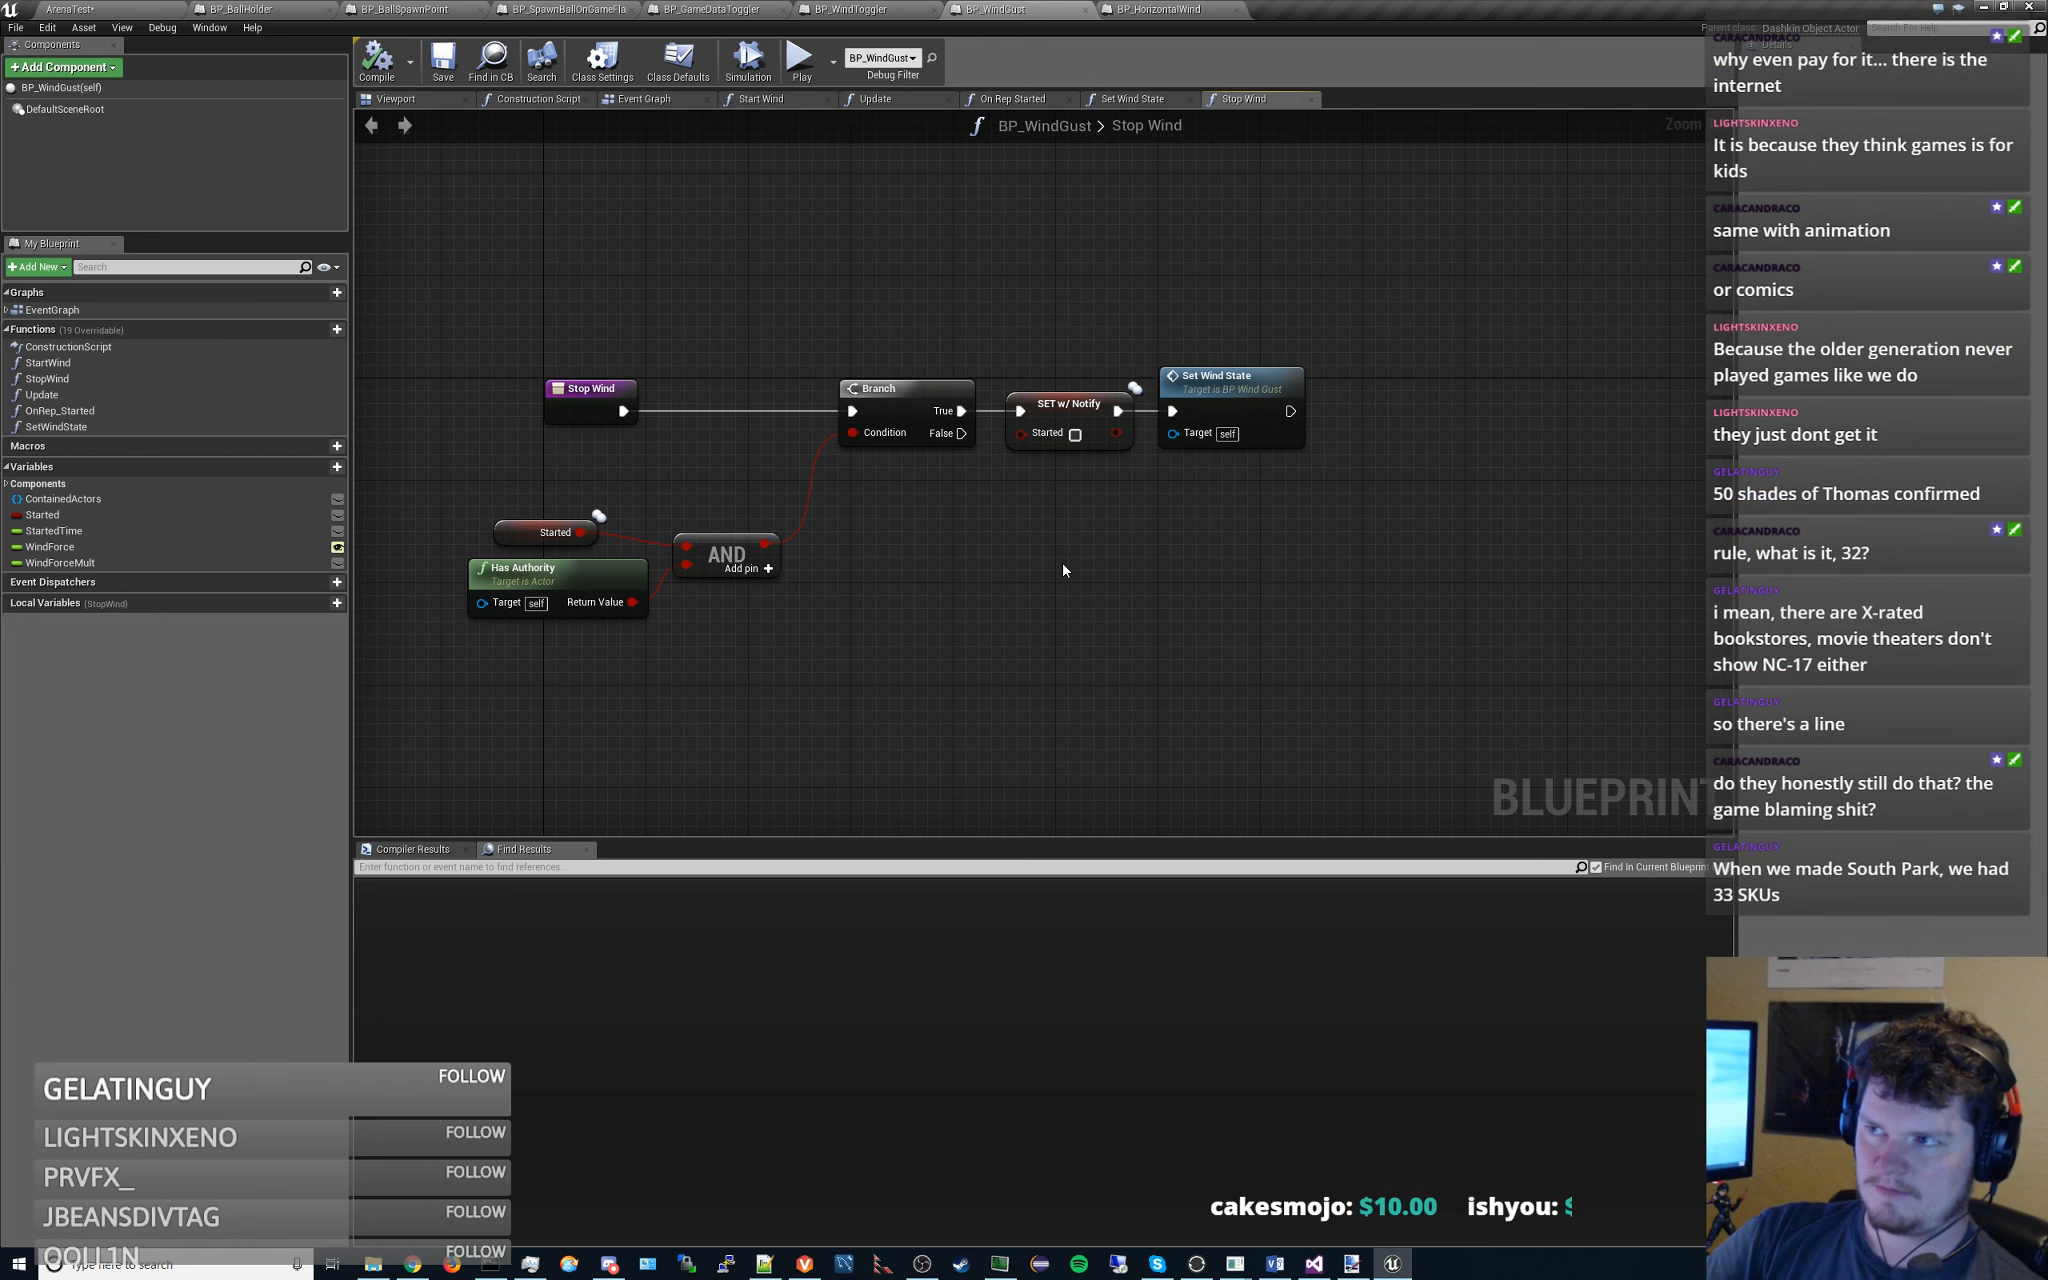 ArenaTest*
BP_BallHolder
BP_BallSpawnPoint
BP_SpawnBallOnGameFla
BP_GameDataToggler
BP_WindToggler
BP_WindGust
BP_HorizontalWind
File Edit Asset View Debug Window Help
Parent class: Dashkin Object Actor
Search For Help
Components
+Add Component
BP_WindGust(self)
DefaultSceneRoot
Compile
Save
Find in CB
Search
Class Settings
Class Defaults
Simulation
Play
BP_WindGust
Debug Filter
Details
Viewport
Construction Script
Event Graph
Start Wind
Update
On Rep Started
Set Wind State
Stop Wind
BP_WindGust > Stop Wind
Zoom
My Blueprint
+Add New
Search
Graphs
EventGraph
Functions (19 Overridable)
ConstructionScript
StartWind
StopWind
Update
OnRep_Started
SetWindState
Macros
Variables
Components
ContainedActors
Started
StartedTime
WindForce
WindForceMult
Event Dispatchers
Local Variables (StopWind)
Stop Wind
Branch
True
Condition
False
SET w/ Notify
Started
Set Wind State
Target is BP Wind Gust
Target self
Started
Has Authority
Target is Actor
Target self
Return Value
AND
Add pin +
BLUEPRINT
Compiler Results
Find Results
Enter function or event name to find references...
Find In Current Blueprint
CARACANDRACO
why even pay for it... there is the
internet
LIGHTSKINXENO
It is because they think games is for
kids
CARACANDRACO
same with animation
CARACANDRACO
or comics
LIGHTSKINXENO
Because the older generation never
played games like we do
LIGHTSKINXENO
they just dont get it
GELATINGUY
50 shades of Thomas confirmed
CARACANDRACO
rule, what is it, 32?
GELATINGUY
i mean, there are X-rated
bookstores, movie theaters don't
show NC-17 either
GELATINGUY
so there's a line
CARACANDRACO
do they honestly still do that? the
game blaming shit?
GELATINGUY
When we made South Park, we had
33 SKUs
GELATINGUY FOLLOW
LIGHTSKINXENO FOLLOW
PRVFX_ FOLLOW
JBEANSDIVTAG FOLLOW
OOLL1N FOLLOW
Type here to search
cakesmojo: $10.00 ishyou: $